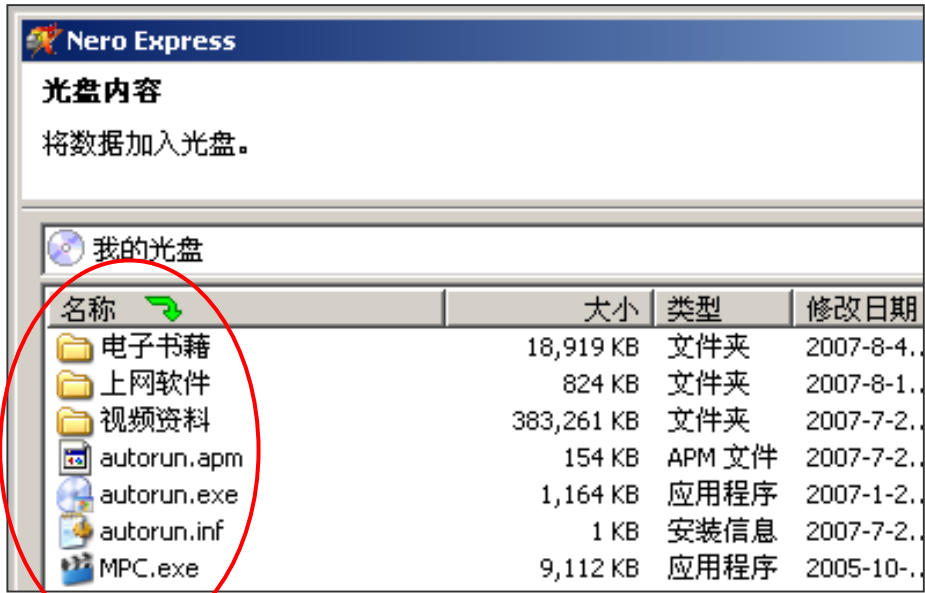 Nero Express
光盘内容
将数据加入光盘。
我的光盘
名称 大小 类型 修改日期
电子书藉 18,919 KB 文件夹 2007-8-4..
上网软件 824 KB 文件夹 2007-8-1..
视频资料 383,261 KB 文件夹 2007-7-2..
autorun.apm 154 KB APM 文件 2007-7-2..
autorun.exe 1,164 KB 应用程序 2007-1-2..
autorun.inf 1 KB 安装信息 2007-7-2..
MPC.exe 9,112 KB 应用程序 2005-10-..